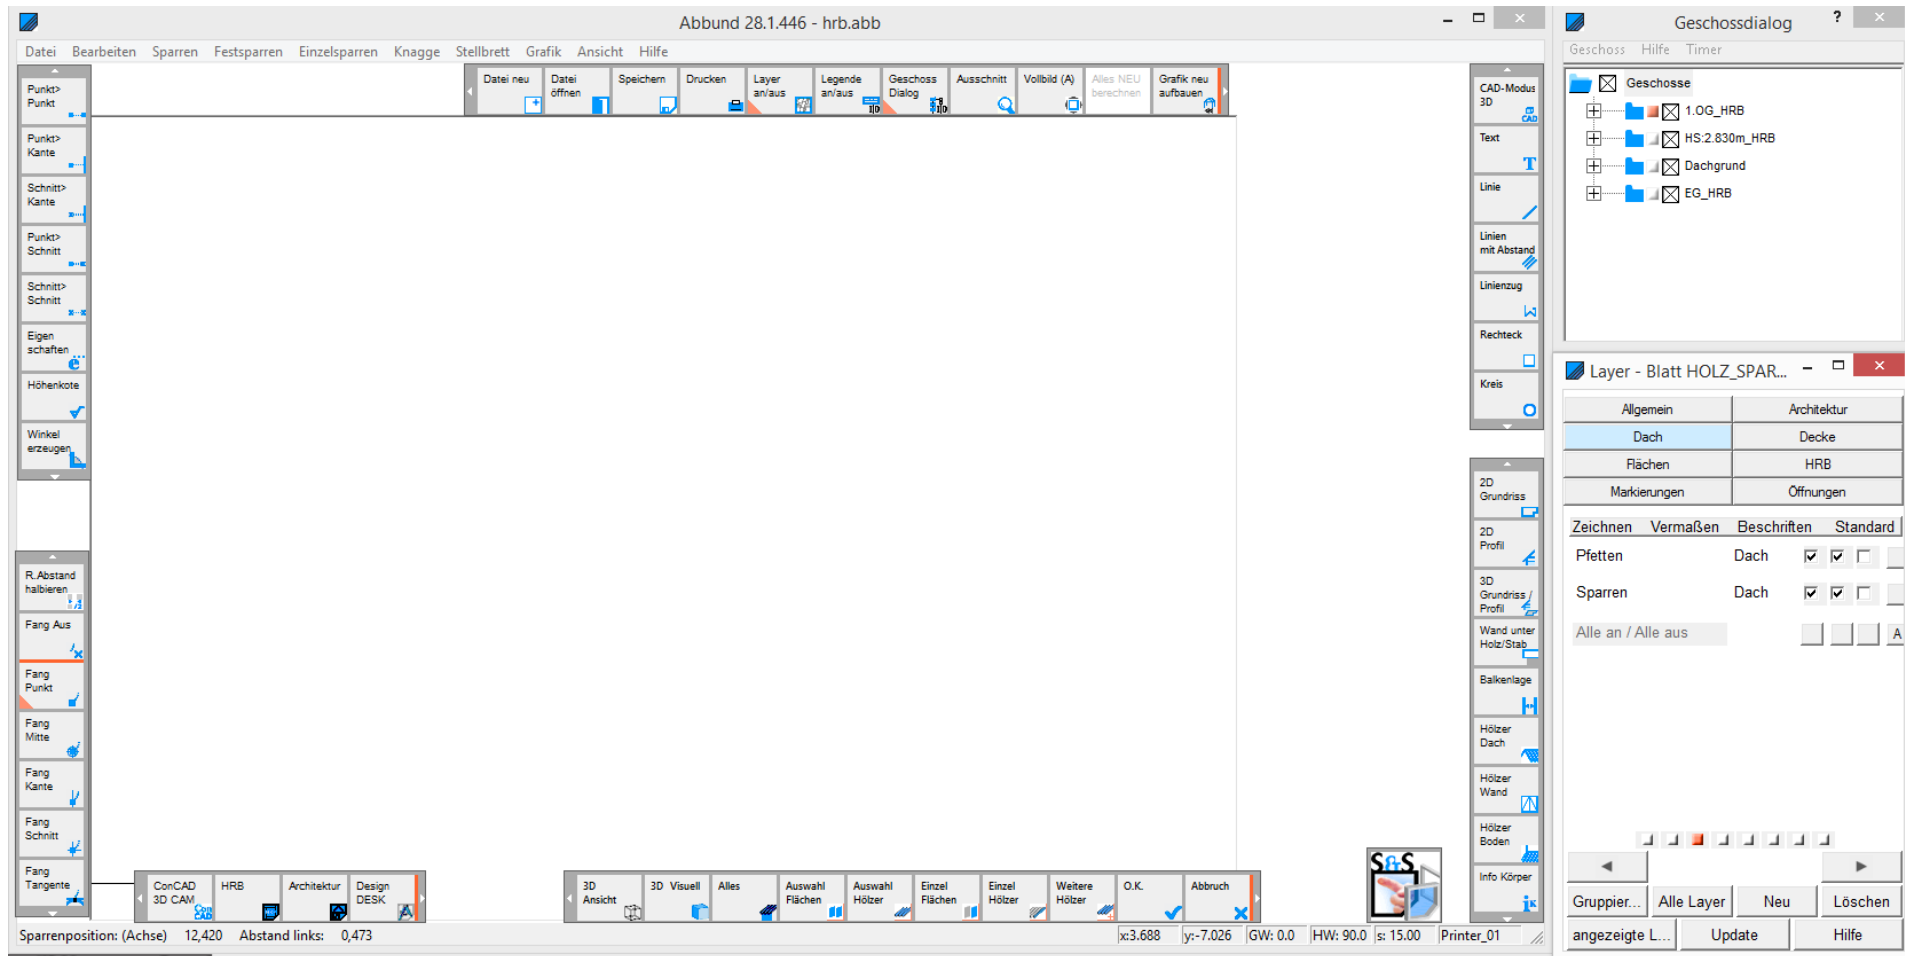 Abbund 28.1.446 - hrb.abb
Datei Bearbeiten Sparren Festsparren Einzelsparren Knagge Stellbrett Grafik Ansicht Hilfe
Datei neu
Datei
öffnen
Speichern
Drucken
Layer
an/aus
Legende
an/aus
Geschoss
Dialog
Ausschnitt
Vollbild (A)
Alles NEU
berechnen
Grafik neu
aufbauen
Punkt>
Punkt
Punkt>
Kante
Schnitt>
Kante
Punkt>
Schnitt
Schnitt>
Schnitt
Eigen
schaften
Höhenkote
Winkel
erzeugen
R.Abstand
halbieren
Fang Aus
Fang
Punkt
Fang
Mitte
Fang
Kante
Fang
Schnitt
Fang
Tangente
CAD-Modus
3D
CAD
Text
T
Linie
Linien
mit Abstand
Linienzug
Rechteck
Kreis
2D
Grundriss
2D
Profil
3D
Grundriss /
Profil
Wand unter
Holz/Stab
Balkenlage
Hölzer
Dach
Hölzer
Wand
Hölzer
Boden
Info Körper
ConCAD
3D CAM
Con
CAD
HRB
Architektur
Design
DESK
3D
Ansicht
3D Visuell
Alles
Auswahl
Flächen
Auswahl
Hölzer
Einzel
Flächen
Einzel
Hölzer
Weitere
Hölzer
O.K.
Abbruch
S&S
Sparrenposition: (Achse) 12,420 Abstand links: 0,473
x:3.688 y:-7.026 GW: 0.0 HW: 90.0 s: 15.00 Printer_01
Geschossdialog ?
Geschoss Hilfe Timer
Geschosse
1.OG_HRB
HS:2.830m_HRB
Dachgrund
EG_HRB
Layer - Blatt HOLZ_SPAR...
Allgemein Architektur
Dach Decke
Flächen HRB
Markierungen Öffnungen
Zeichnen Vermaßen Beschriften Standard
Pfetten Dach
Sparren Dach
Alle an / Alle aus A
Gruppier... Alle Layer Neu Löschen
angezeigte L... Update Hilfe